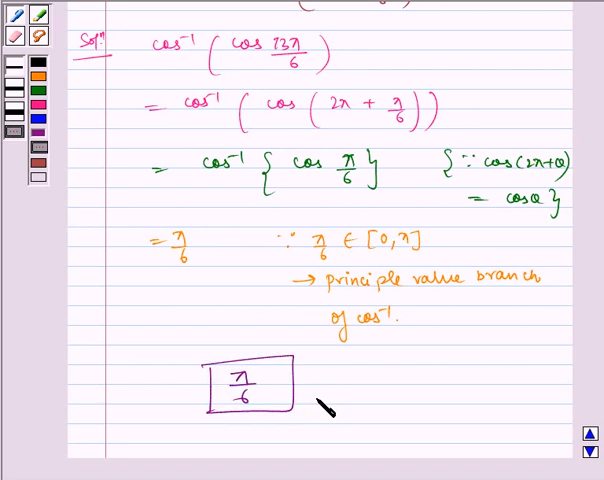 Solⁿ. cos⁻¹ ( cos 13π/6 )
= cos⁻¹ ( cos ( 2π + π/6 ) )
= cos⁻¹ { cos π/6 } { ∵ cos(2π+θ)
= cosθ }
= π/6 ∵ π/6 ∈ [0,π]
→ principle value branch
of cos⁻¹.
π/6